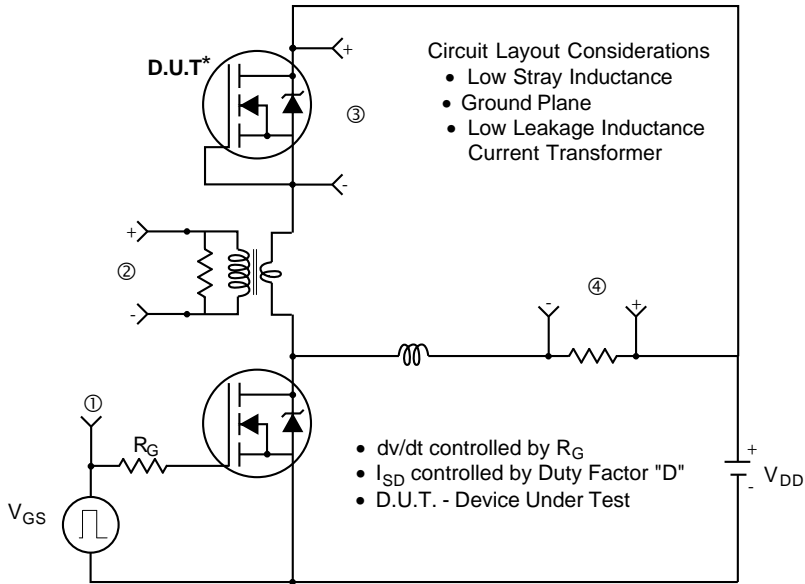 D.U.T*
+
③
-
Circuit Layout Considerations
• Low Stray Inductance
• Ground Plane
• Low Leakage Inductance
Current Transformer
+
②
-
④
- +
①
RG
VGS
• dv/dt controlled by RG
• ISD controlled by Duty Factor "D"
• D.U.T. - Device Under Test
+
-
VDD